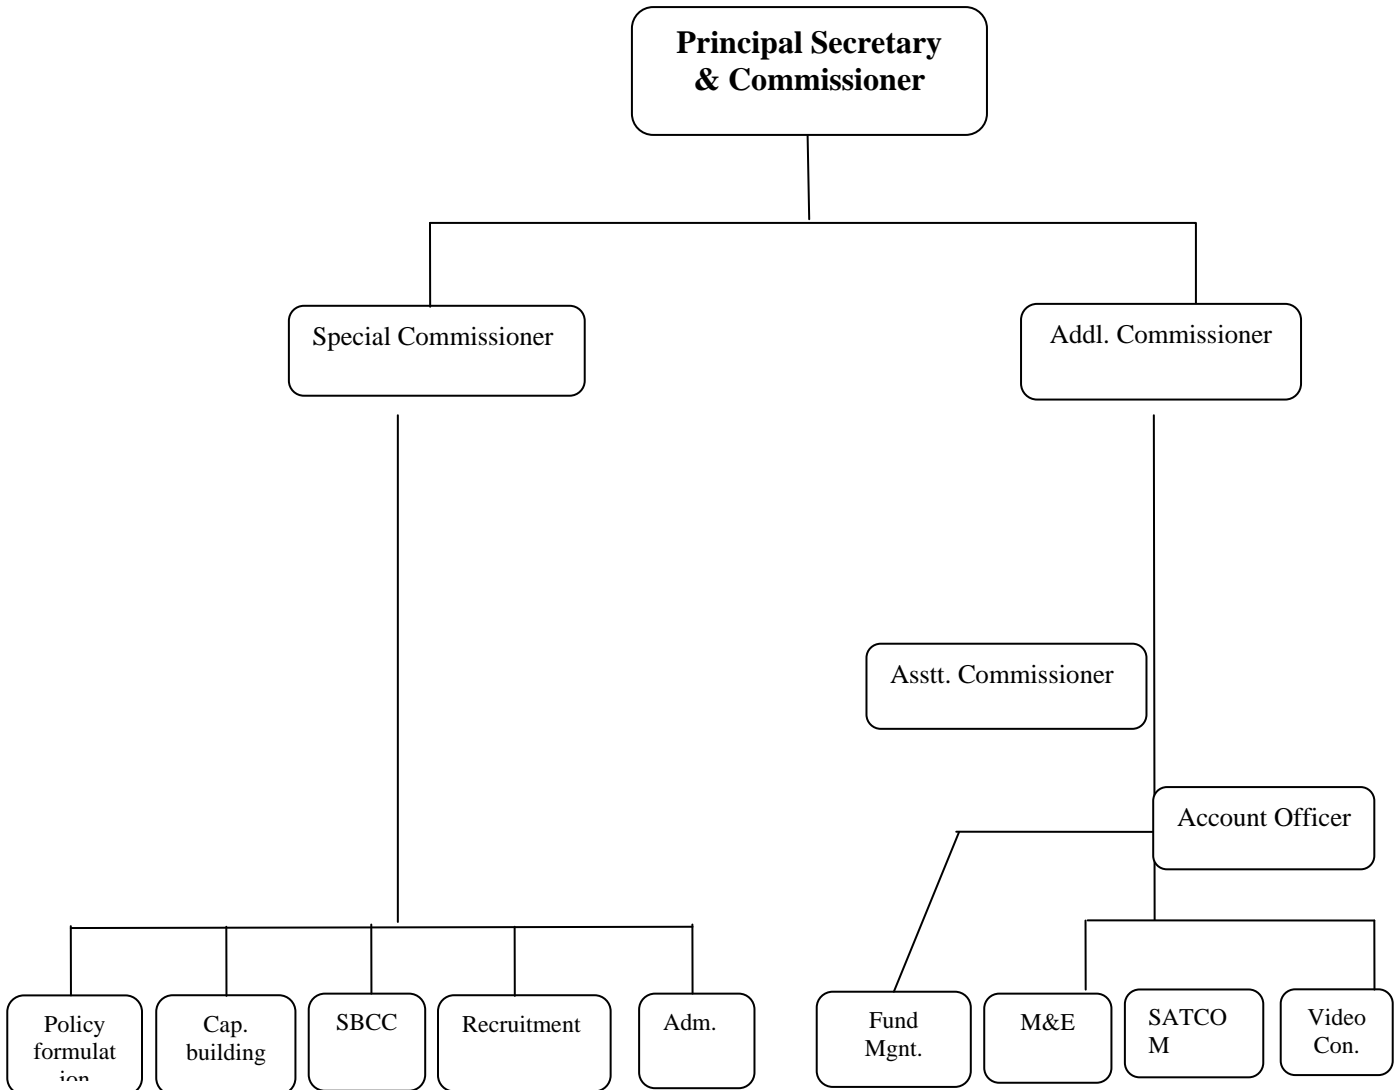 Principal Secretary
& Commissioner
Special Commissioner
Addl. Commissioner
Asstt. Commissioner
Account Officer
Policy
formulat
ion
Cap.
building
SBCC
Recruitment
Adm.
Fund
Mgnt.
M&E
SATCO
M
Video
Con.